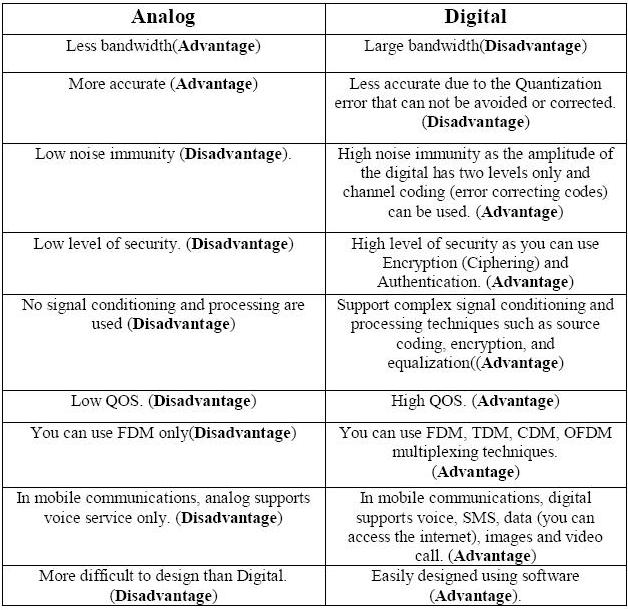 Analog
Digital
Less bandwidth(Advantage)
Large bandwidth(Disadvantage)
More accurate (Advantage)
Less accurate due to the Quantization
error that can not be avoided or corrected.
(Disadvantage)
Low noise immunity (Disadvantage).
High noise immunity as the amplitude of
the digital has two levels only and
channel coding (error correcting codes)
can be used. (Advantage)
Low level of security. (Disadvantage)
High level of security as you can use
Encryption (Ciphering) and
Authentication. (Advantage)
No signal conditioning and processing are
used (Disadvantage)
Support complex signal conditioning and
processing techniques such as source
coding, encryption, and
equalization((Advantage)
Low QOS. (Disadvantage)
High QOS. (Advantage)
You can use FDM only(Disadvantage)
You can use FDM, TDM, CDM, OFDM
multiplexing techniques.
(Advantage)
In mobile communications, analog supports
voice service only. (Disadvantage)
In mobile communications, digital
supports voice, SMS, data (you can
access the internet), images and video
call. (Advantage)
More difficult to design than Digital.
(Disadvantage)
Easily designed using software
(Advantage).